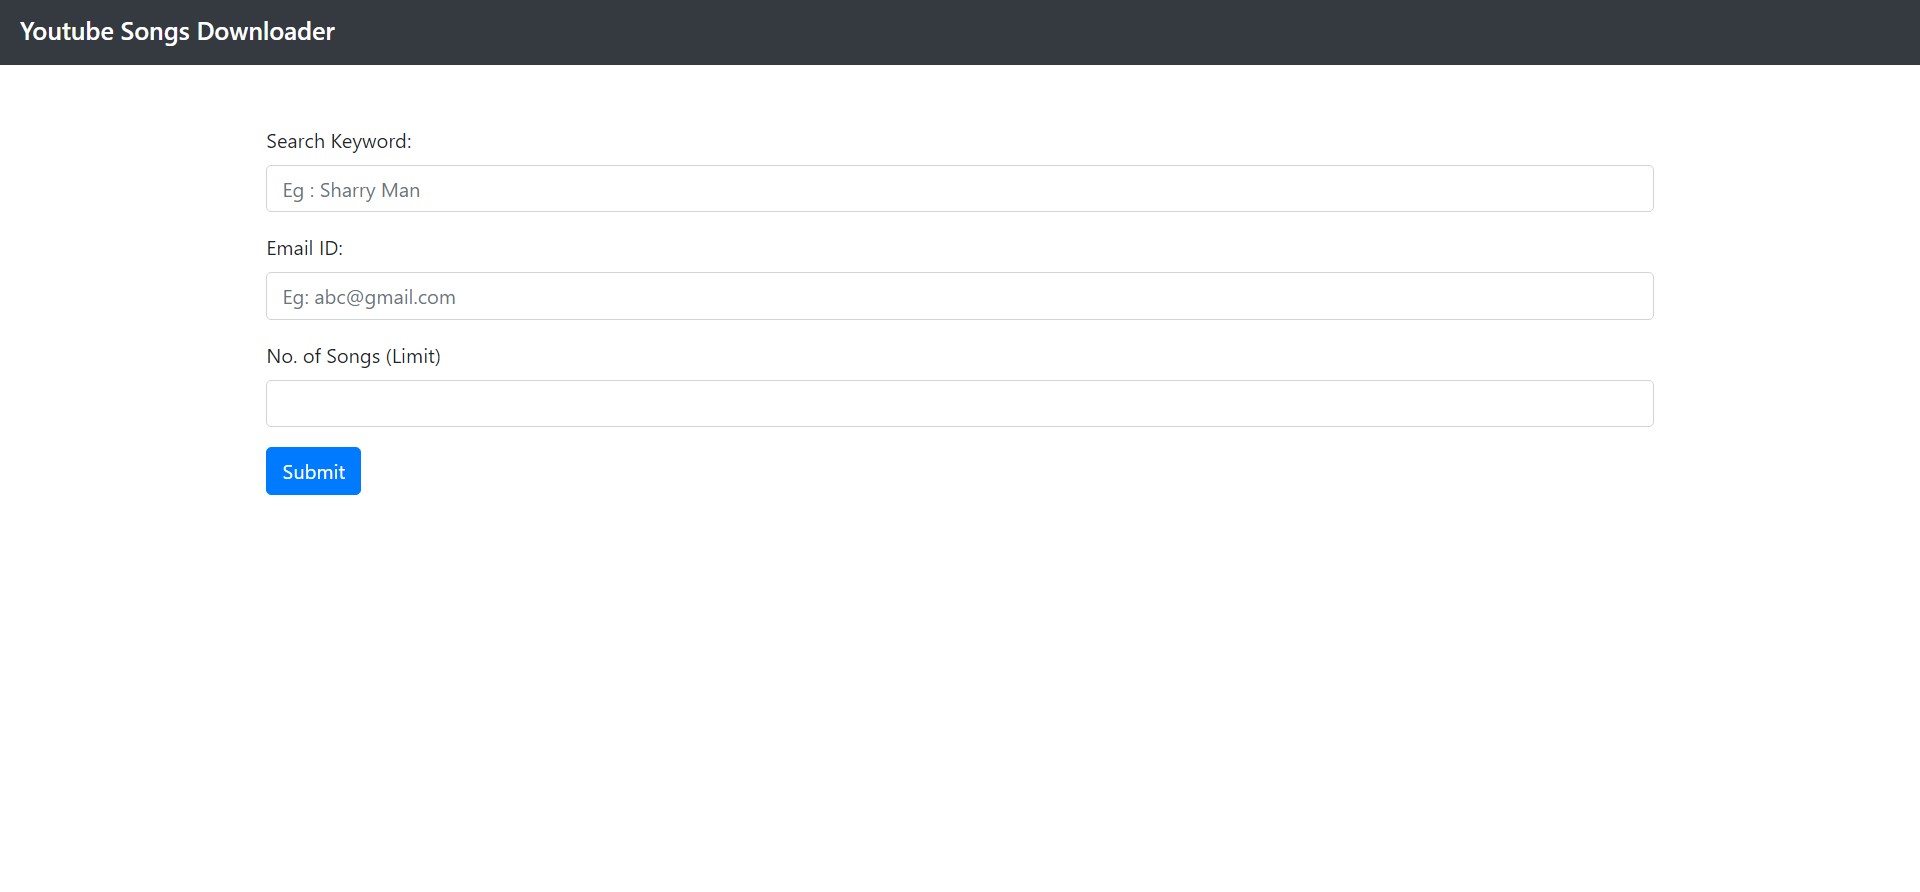 Youtube Songs Downloader
Search Keyword:
Eg : Sharry Man
Email ID:
Eg: abc@gmail.com
No. of Songs (Limit)
Submit